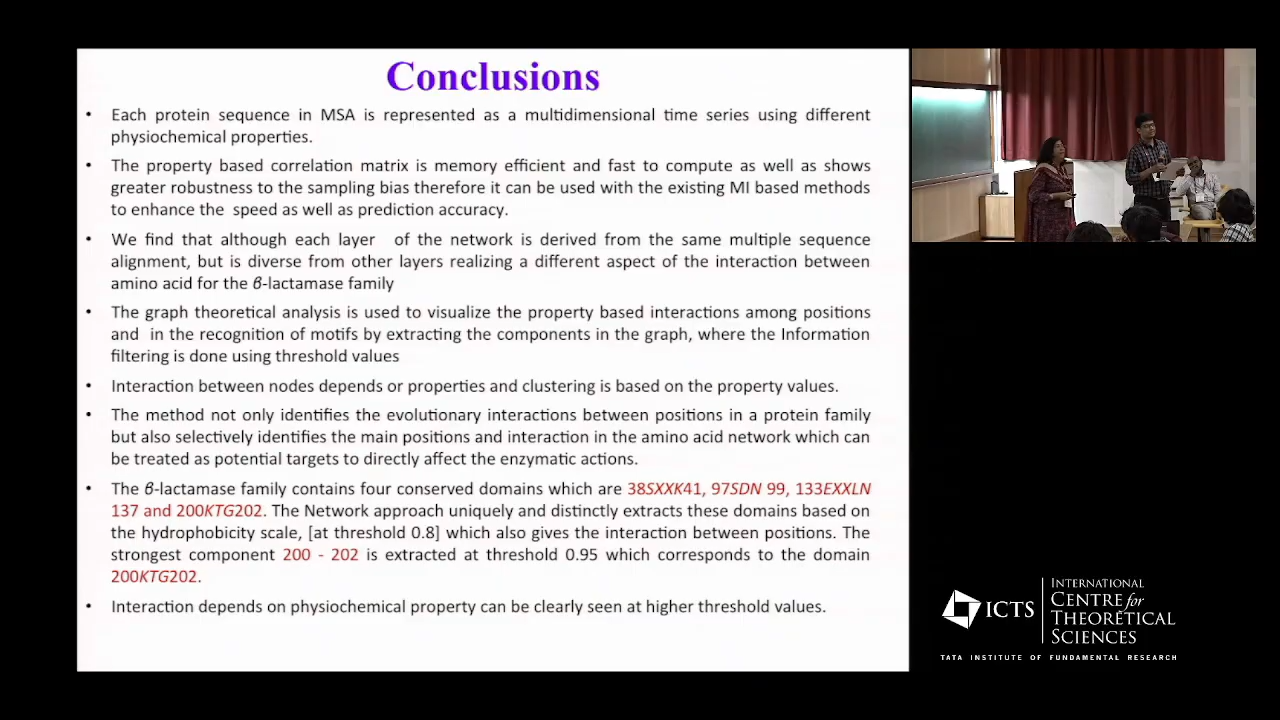 Conclusions
• Each protein sequence in MSA is represented as a multidimensional time series using different
physiochemical properties.
• The property based correlation matrix is memory efficient and fast to compute as well as shows
greater robustness to the sampling bias therefore it can be used with the existing MI based methods
to enhance the speed as well as prediction accuracy.
• We find that although each layer of the network is derived from the same multiple sequence
alignment, but is diverse from other layers realizing a different aspect of the interaction between
amino acid for the β-lactamase family
• The graph theoretical analysis is used to visualize the property based interactions among positions
and in the recognition of motifs by extracting the components in the graph, where the Information
filtering is done using threshold values
• Interaction between nodes depends or properties and clustering is based on the property values.
• The method not only identifies the evolutionary interactions between positions in a protein family
but also selectively identifies the main positions and interaction in the amino acid network which can
be treated as potential targets to directly affect the enzymatic actions.
• The β-lactamase family contains four conserved domains which are 38SXXK41, 97SDN 99, 133EXXLN
137 and 200KTG202. The Network approach uniquely and distinctly extracts these domains based on
the hydrophobicity scale, [at threshold 0.8] which also gives the interaction between positions. The
strongest component 200 - 202 is extracted at threshold 0.95 which corresponds to the domain
200KTG202.
• Interaction depends on physiochemical property can be clearly seen at higher threshold values.
ICTS
INTERNATIONAL
CENTRE for
THEORETICAL
SCIENCES
TATA INSTITUTE OF FUNDAMENTAL RESEARCH